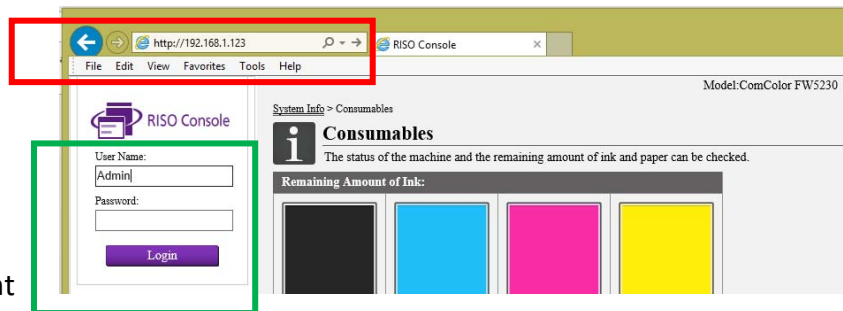 http://192.168.1.123
RISO Console
File Edit View Favorites Tools Help
Model:ComColor FW5230
RISO Console
System Info > Consumables
Consumables
The status of the machine and the remaining amount of ink and paper can be checked.
User Name:
Admin
Password:
Login
Remaining Amount of Ink: